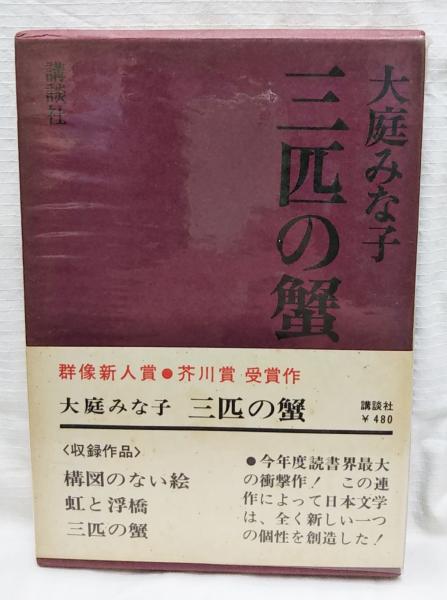 大庭みな子
三匹の蟹
講談社
群像新人賞●芥川賞 受賞作
大庭みな子 三匹の蟹
講談社
¥480
〈収録作品〉
構図のない絵
虹と浮橋
三匹の蟹
●今年度読書界最大
の衝撃作! この連
作によって日本文学
は、全く新しい一つ
の個性を創造した!